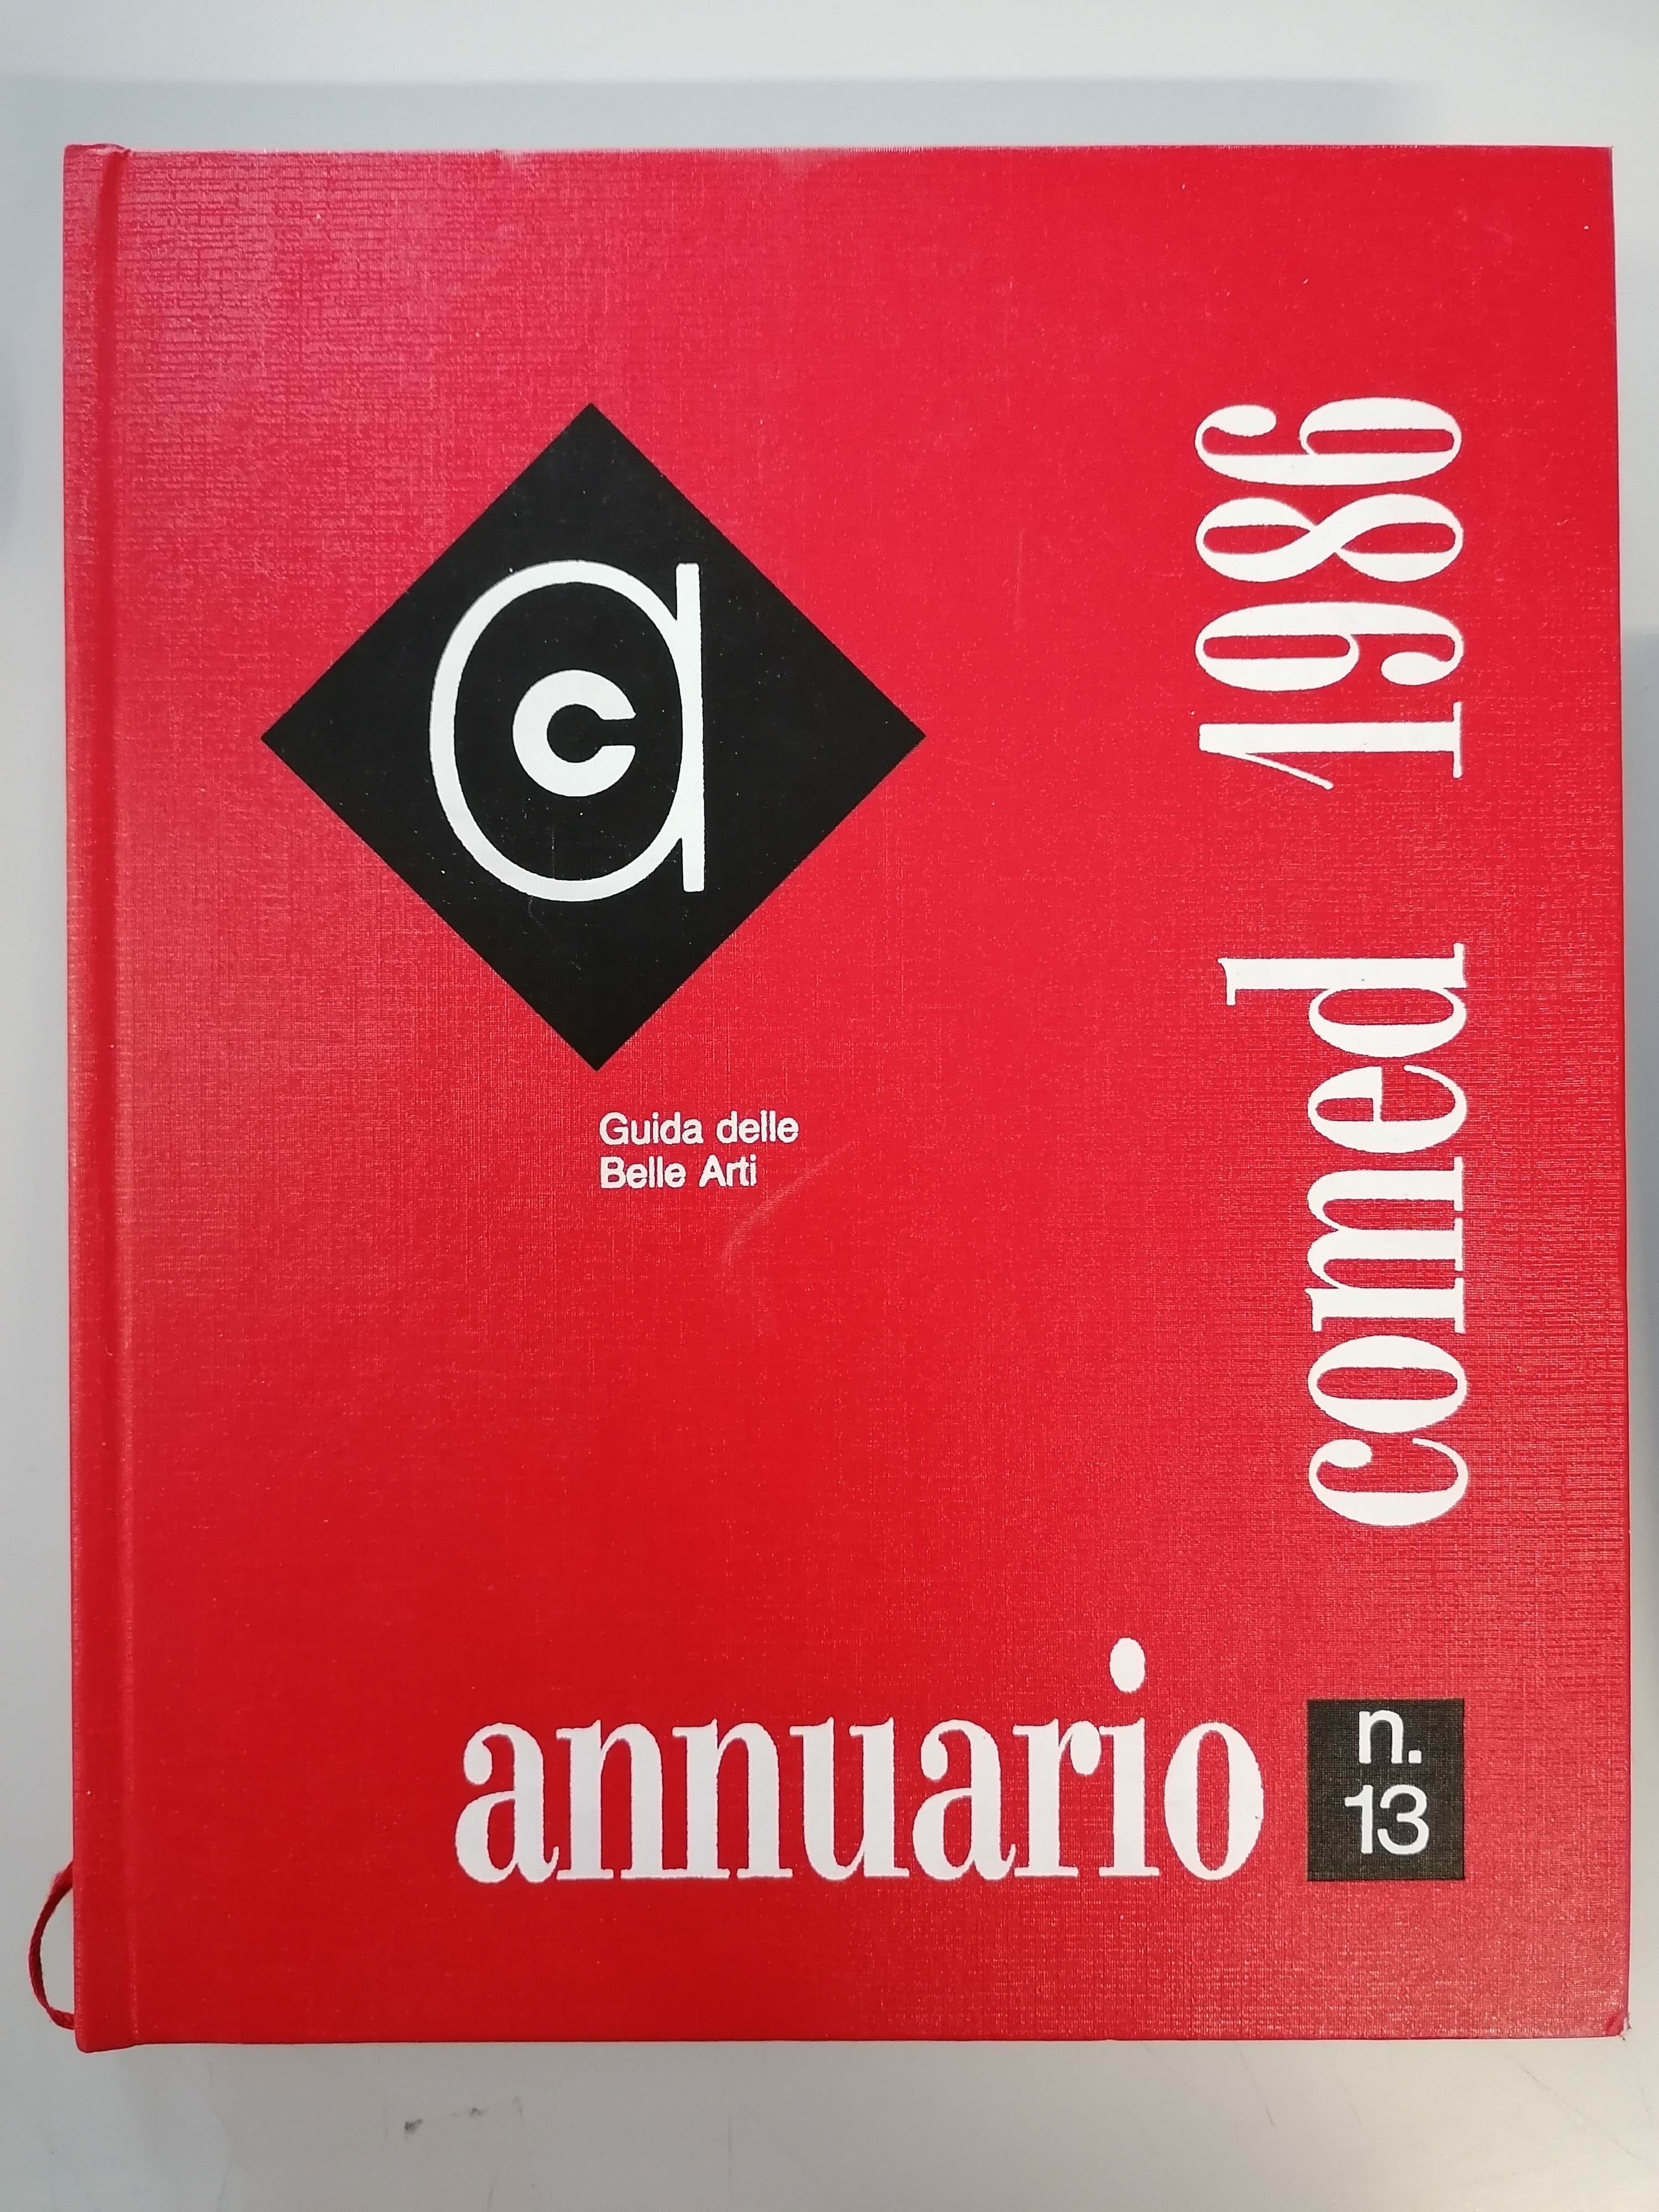 a
c
Guida delle
Belle Arti
annuario
comed 1986
n.
13